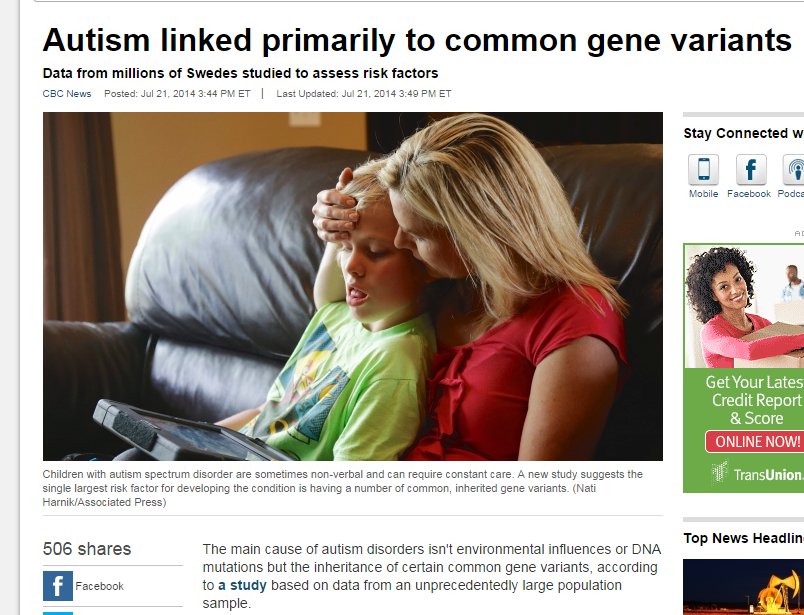 Autism linked primarily to common gene variants
Data from millions of Swedes studied to assess risk factors
CBC News Posted: Jul 21, 2014 3:44 PM ET | Last Updated: Jul 21, 2014 3:49 PM ET
Children with autism spectrum disorder are sometimes non-verbal and can require constant care. A new study suggests the
single largest risk factor for developing the condition is having a number of common, inherited gene variants. (Nati
Harnik/Associated Press)
506 shares
f Facebook
The main cause of autism disorders isn't environmental influences or DNA
mutations but the inheritance of certain common gene variants, according
to a study based on data from an unprecedentedly large population
sample.
Stay Connected w
f
Mobile Facebook Podca
AD
Get Your Lates
Credit Report
& Score
ONLINE NOW!
TransUnion.
Top News Headlin